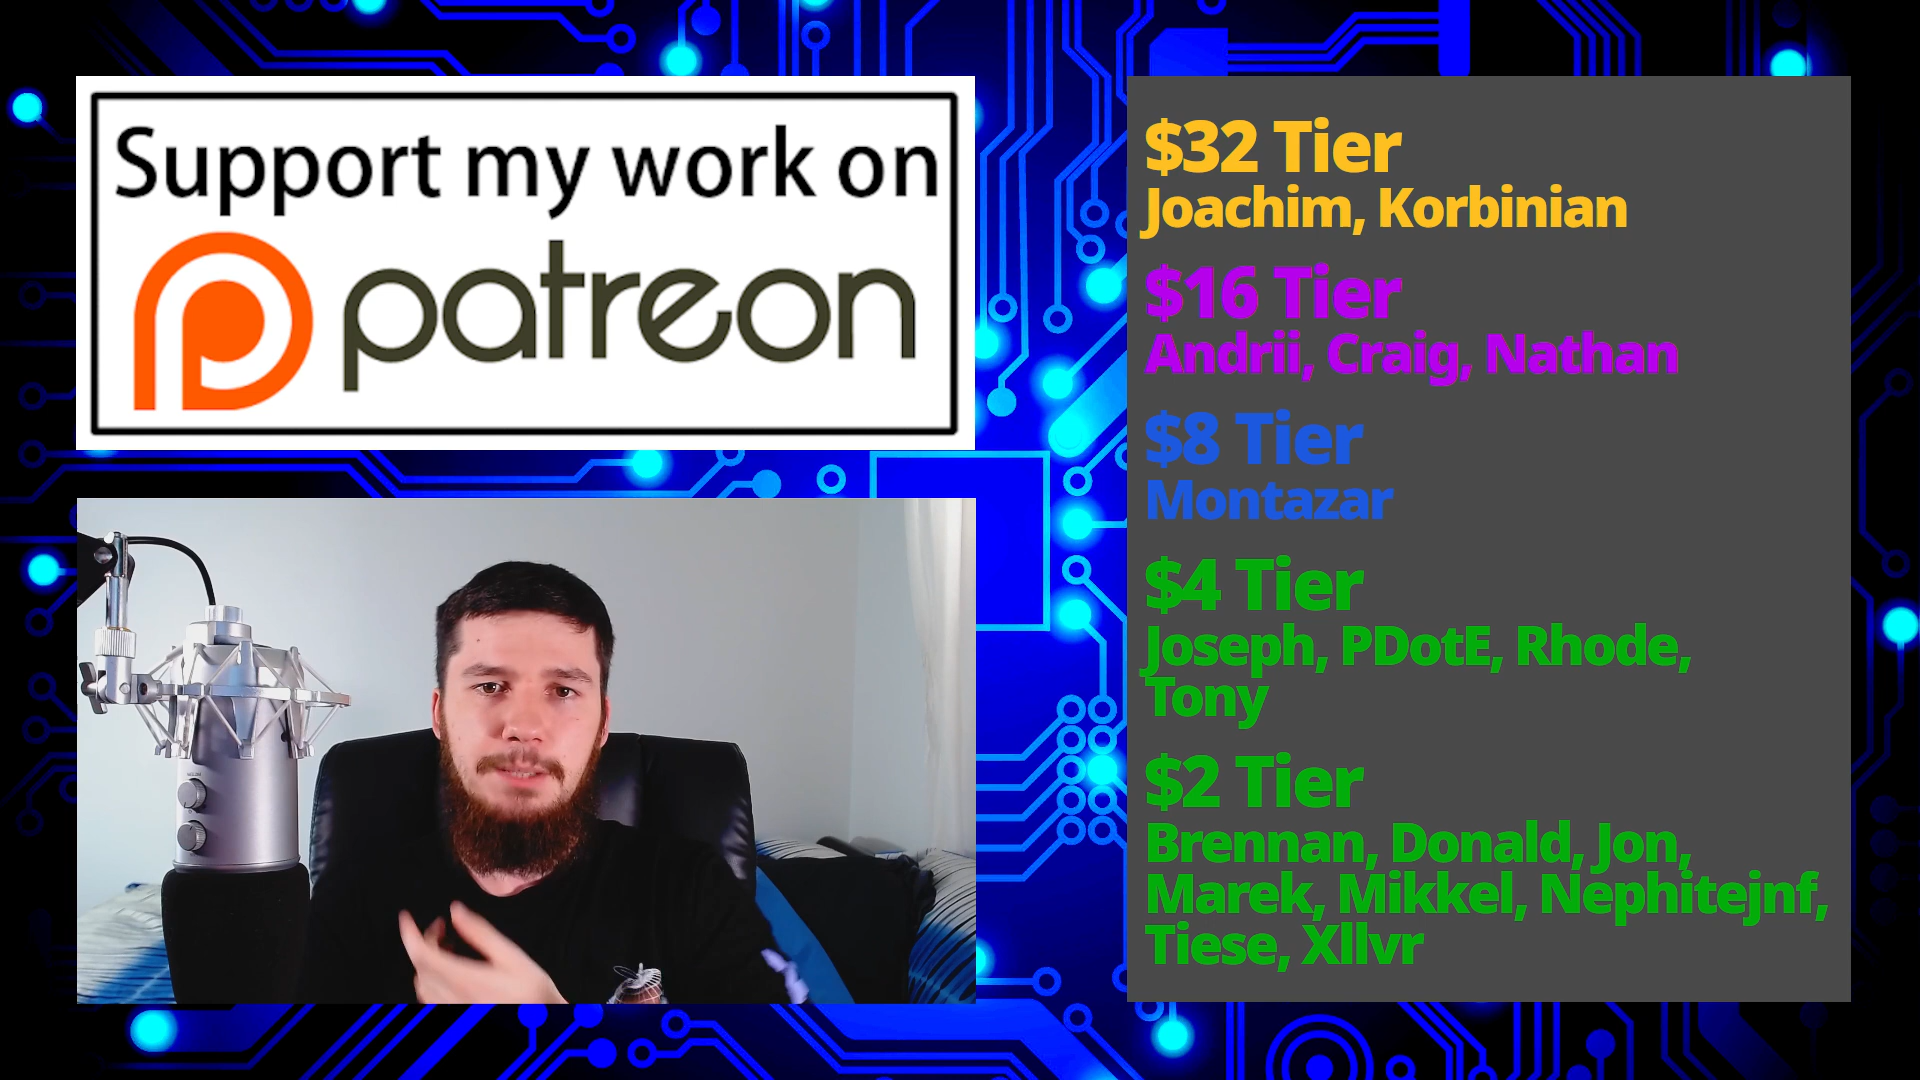 Support my work on
patreon
$32 Tier
Joachim, Korbinian
$16 Tier
Andrii, Craig, Nathan
$8 Tier
Montazar
$4 Tier
Joseph, PDotE, Rhode,
Tony
$2 Tier
Brennan, Donald, Jon,
Marek, Mikkel, Nephitejnf,
Tiese, Xllvr